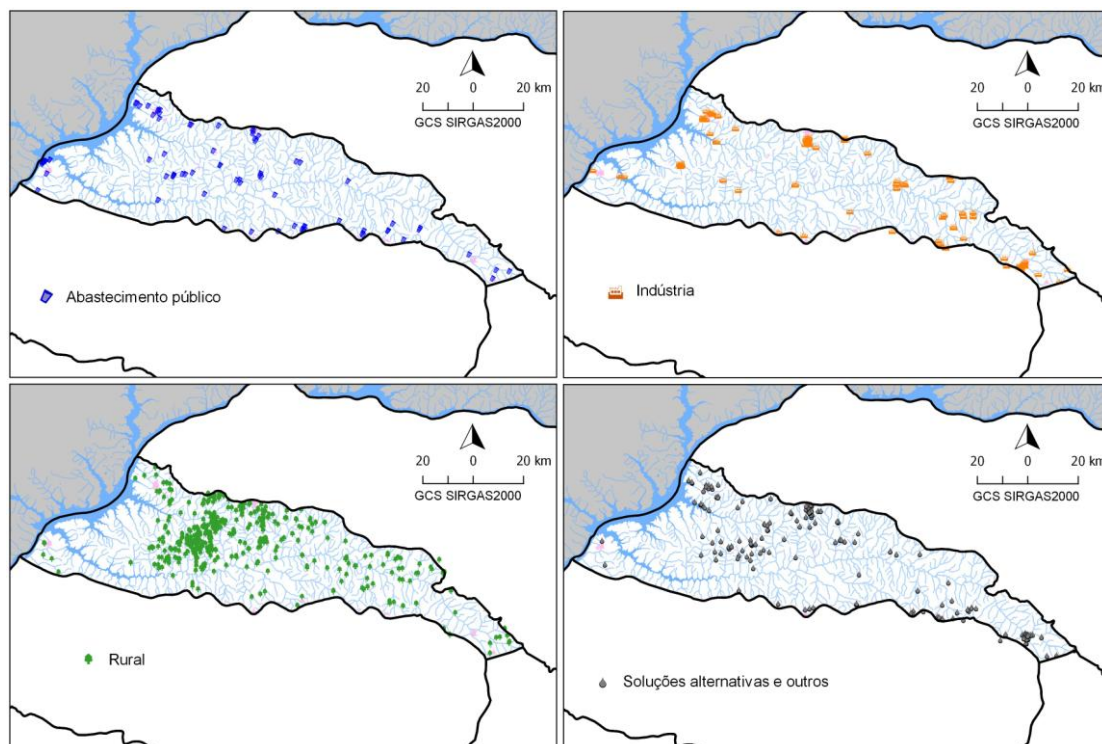 20 0 20 km
GCS SIRGAS2000
Abastecimento público
20 0 20 km
GCS SIRGAS2000
Indústria
20 0 20 km
GCS SIRGAS2000
Rural
20 0 20 km
GCS SIRGAS2000
Soluções alternativas e outros